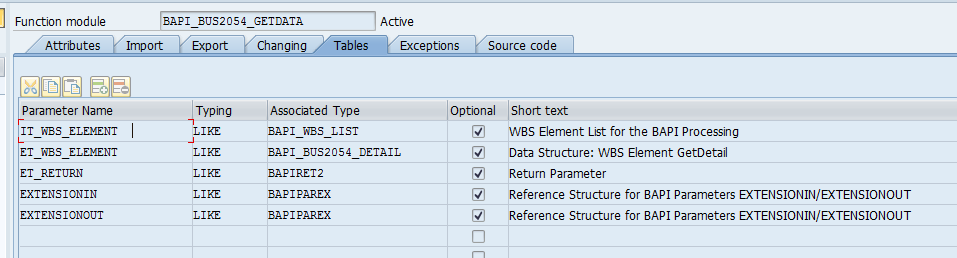 Function module BAPI_BUS2054_GETDATA Active
Attributes Import Export Changing Tables Exceptions Source code
Parameter Name Typing Associated Type Optional Short text
IT_WBS_ELEMENT LIKE BAPI_WBS_LIST WBS Element List for the BAPI Processing
ET_WBS_ELEMENT LIKE BAPI_BUS2054_DETAIL Data Structure: WBS Element GetDetail
ET_RETURN LIKE BAPIRET2 Return Parameter
EXTENSIONIN LIKE BAPIPAREX Reference Structure for BAPI Parameters EXTENSIONIN/EXTENSIONOUT
EXTENSIONOUT LIKE BAPIPAREX Reference Structure for BAPI Parameters EXTENSIONIN/EXTENSIONOUT